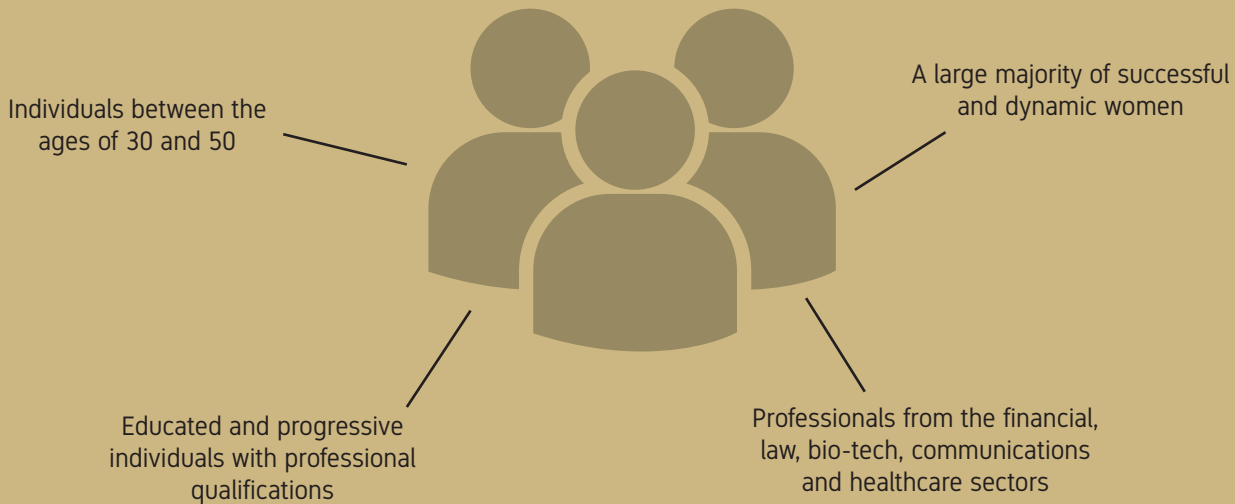 Individuals between the
ages of 30 and 50
A large majority of successful
and dynamic women
Educated and progressive
individuals with professional
qualifications
Professionals from the financial,
law, bio-tech, communications
and healthcare sectors